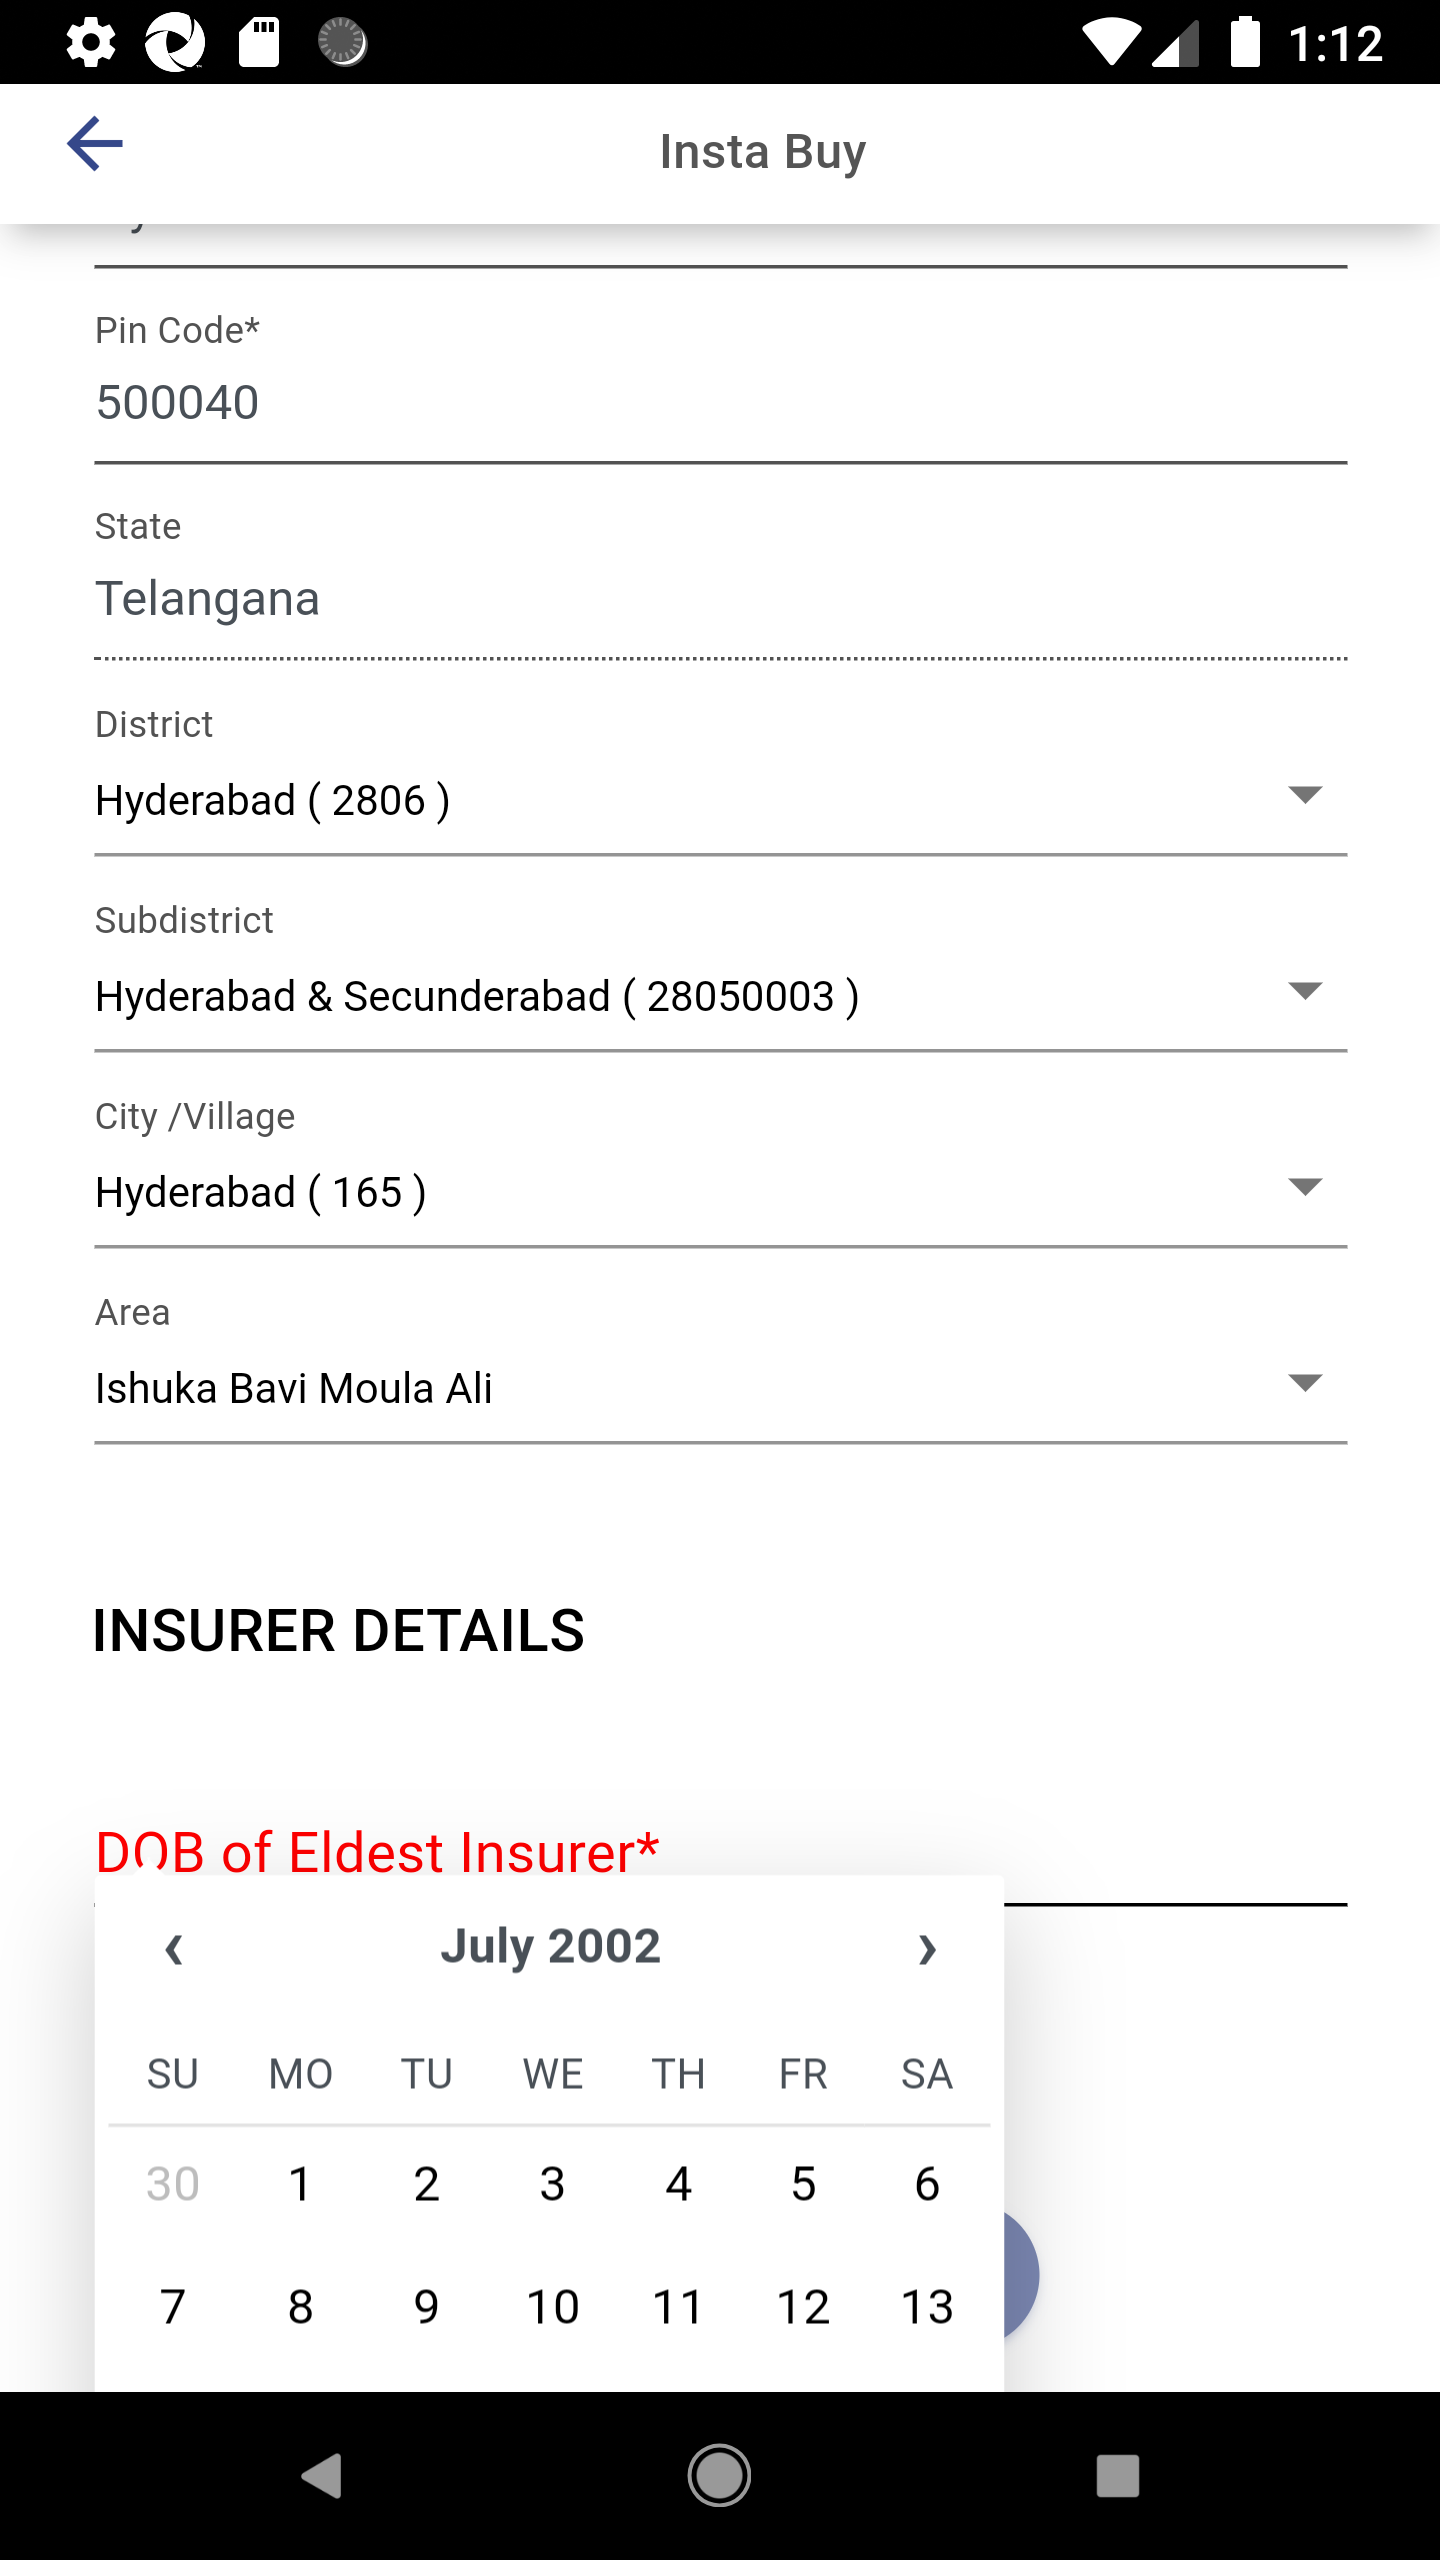 1:12
Insta Buy
Pin Code*
500040
State
Telangana
District
Hyderabad ( 2806 )
Subdistrict
Hyderabad & Secunderabad ( 28050003 )
City /Village
Hyderabad ( 165 )
Area
Ishuka Bavi Moula Ali
INSURER DETAILS
DOB of Eldest Insurer*
‹ July 2002 ›
SU MO TU WE TH FR SA
30 1 2 3 4 5 6
7 8 9 10 11 12 13